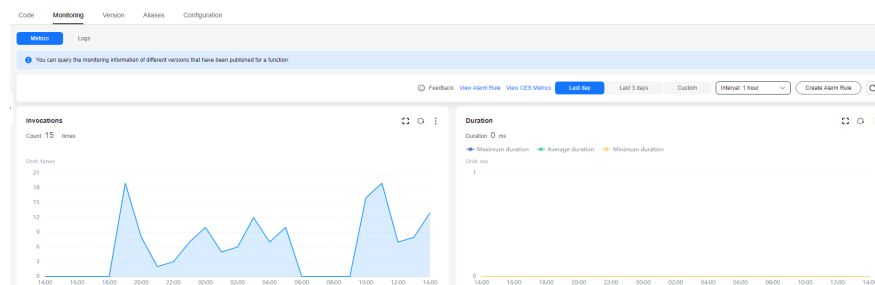 Code Monitoring Version Aliases Configuration
Metrics Logs
You can query the monitoring information of different versions that have been published for a function.
Feedback View Alarm Rule View CES Metrics Last day Last 3 days Custom Interval: 1 hour Create Alarm Rule
Invocations
Count 15 times
Unit: times
21
18
15
12
9
6
3
0
14:00 16:00 18:00 20:00 22:00 00:00 02:00 04:00 06:00 08:00 10:00 12:00 14:00
Duration
Duration 0 ms
Maximum duration Average duration Minimum duration
Unit: ms
1
0
14:00 16:00 18:00 20:00 22:00 00:00 02:00 04:00 06:00 08:00 10:00 12:00 14:00